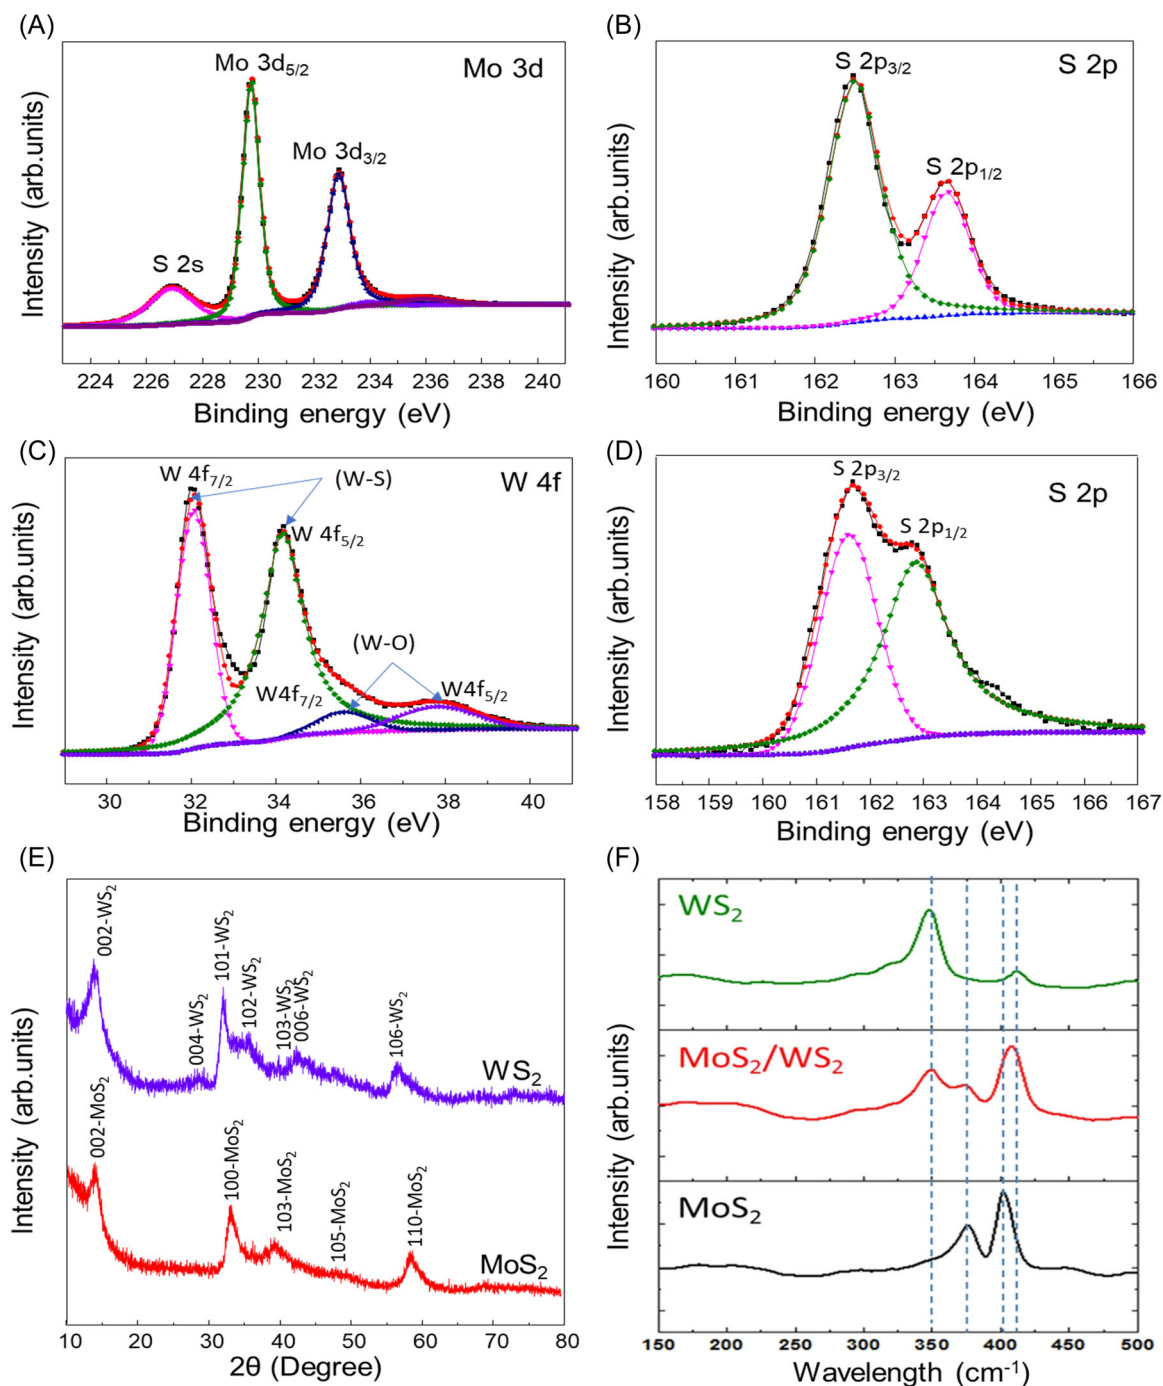 (A)
Mo 3d
Mo 3d5/2
Mo 3d3/2
S 2s
Intensity (arb.units)
224 226 228 230 232 234 236 238 240
Binding energy (eV)
(B)
S 2p
S 2p3/2
S 2p1/2
Intensity (arb.units)
160 161 162 163 164 165 166
Binding energy (eV)
(C)
W 4f
W 4f7/2
(W-S)
W 4f5/2
(W-O)
W4f7/2
W4f5/2
Intensity (arb.units)
30 32 34 36 38 40
Binding energy (eV)
(D)
S 2p
S 2p3/2
S 2p1/2
Intensity (arb.units)
158 159 160 161 162 163 164 165 166 167
Binding energy (eV)
(E)
002-WS2
004-WS2
101-WS2
102-WS2
103-WS2
006-WS2
106-WS2
WS2
002-MoS2
100-MoS2
103-MoS2
105-MoS2
110-MoS2
MoS2
Intensity (arb.units)
10 20 30 40 50 60 70 80
2θ (Degree)
(F)
WS2
MoS2/WS2
MoS2
Intensity (arb.units)
150 200 250 300 350 400 450 500
Wavelength (cm-1)